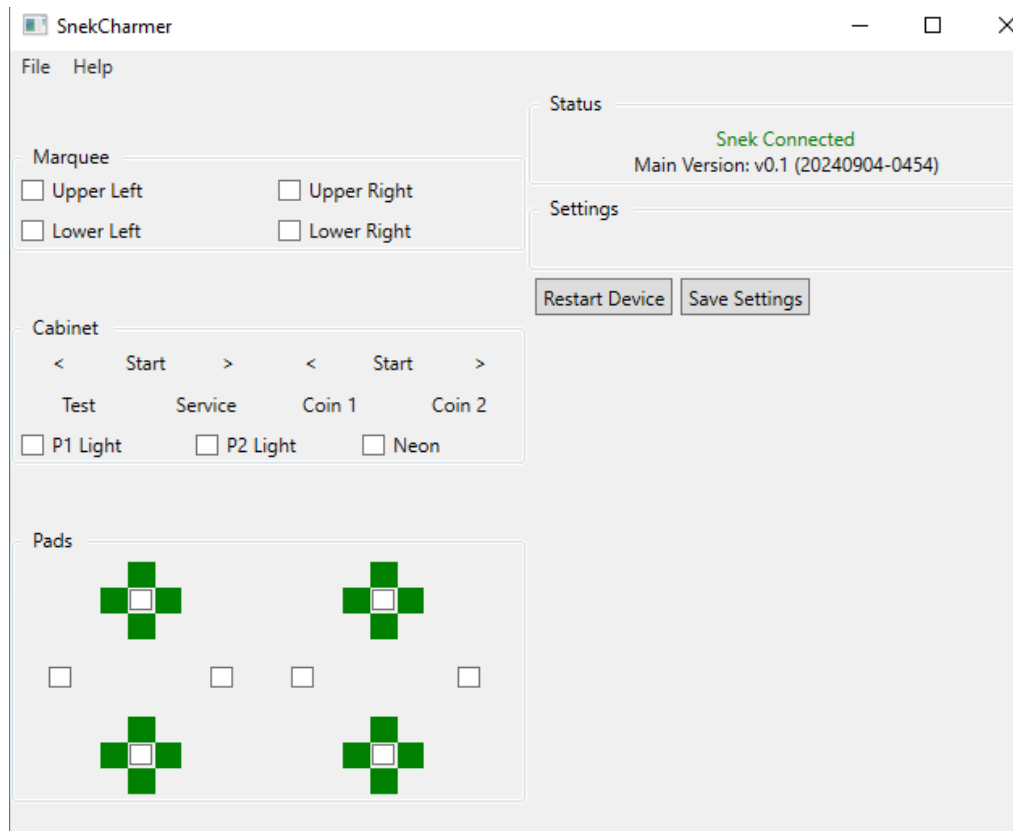 SnekCharmer
File Help
Status
Snek Connected
Main Version: v0.1 (20240904-0454)
Marquee
Upper Left Upper Right
Lower Left Lower Right
Settings
Restart Device Save Settings
Cabinet
< Start > < Start >
Test Service Coin 1 Coin 2
P1 Light P2 Light Neon
Pads